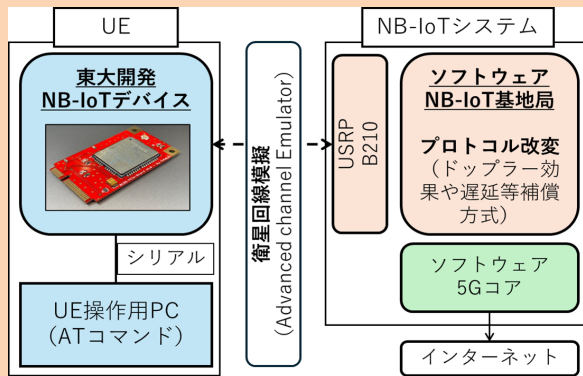 UE
東大開発
NB-IoTデバイス
シリアル
UE操作用PC
(ATコマンド)
衛星回線模擬
(Advanced channel Emulator)
NB-IoTシステム
USRP
B210
ソフトウェア
NB-IoT基地局
プロトコル改変
(ドップラー効
果や遅延等補償
方式)
ソフトウェア
5Gコア
インターネット